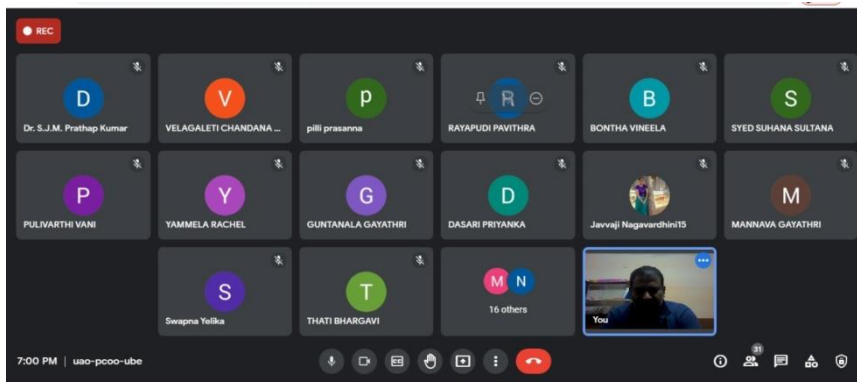 REC
D
V
p
R
B
S
Dr. S.J.M. Prathap Kumar
VELAGALETI CHANDANA ...
pilli prasanna
RAYAPUDI PAVITHRA
BONTHA VINEELA
SYED SUHANA SULTANA
P
Y
G
D
M
PULIVARTHI VANI
YAMMELA RACHEL
GUNTANALA GAYATHRI
DASARI PRIYANKA
Javvaji Nagavardhini15
MANNAVA GAYATHRI
S
T
M N
16 others
Swapna Yelika
THATI BHARGAVI
You
7:00 PM | uao-pcoo-ube
CC
31